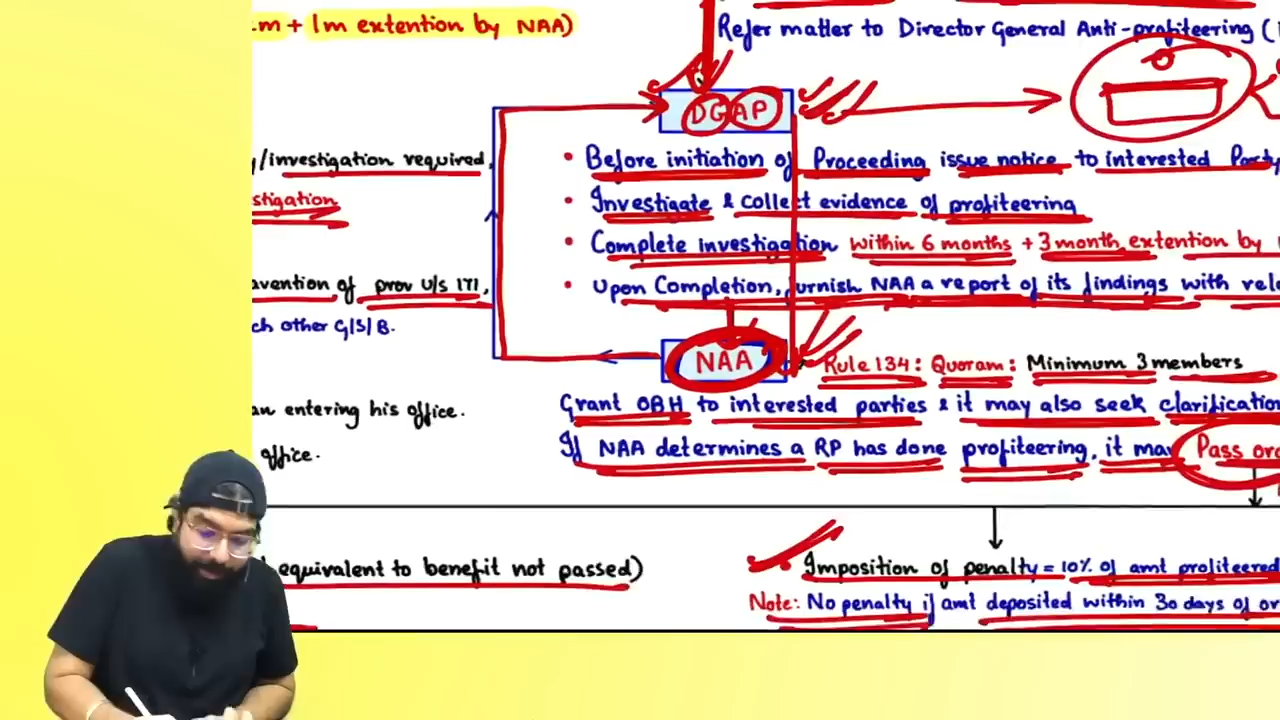 m + 1m extention by NAA)
Refer matter to Director General Anti-profiteering (
DGAP
/investigation required,
stigation
avention of prov u/s 171,
ch other G/S/B.
an entering his office.
office.
• Before initiation of Proceeding issue notice to interested Party,
• Investigate & collect evidence of profiteering
• Complete investigation within 6 months + 3 month extention by
• Upon Completion, furnish NAA a report of its findings with rele
NAA
Rule 134: Quoram: Minimum 3 members
Grant OBH to interested parties & it may also seek clarification
If NAA determines a RP has done profiteering, it may Pass ord
equivalent to benefit not passed)
Imposition of penalty = 10% of amt profiteered
Note: No penalty if amt deposited within 30 days of or